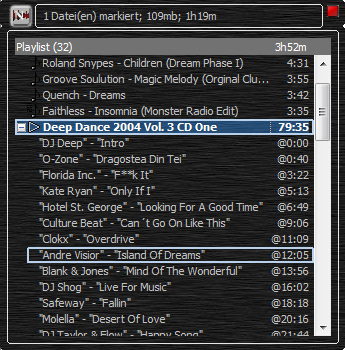 1 Datei(en) markiert; 109mb; 1h19m
Playlist (32) 3h52m
Roland Snypes - Children (Dream Phase I) 4:31
Groove Soulution - Magic Melody (Orginal Clu... 3:35
Quench - Dreams 3:42
Faithless - Insomnia (Monster Radio Edit) 3:35
Deep Dance 2004 Vol. 3 CD One 79:35
"DJ Deep" - "Intro" @0:00
"O-Zone" - "Dragostea Din Tei" @0:40
"Florida Inc." - "F**k It" @3:22
"Kate Ryan" - "Only If I" @5:13
"Hotel St. George" - "Looking For A Good Time" @6:49
"Culture Beat" - "Can´t Go On Like This" @9:06
"Clokx" - "Overdrive" @11:09
"Andre Visior" - "Island Of Dreams" @12:05
"Blank & Jones" - "Mind Of The Wonderful" @13:56
"DJ Shog" - "Live For Music" @16:02
"Safeway" - "Fallin" @18:18
"Molella" - "Desert Of Love" @20:16
"DJ Taylor & Flow" - "Happy Song" @21:44